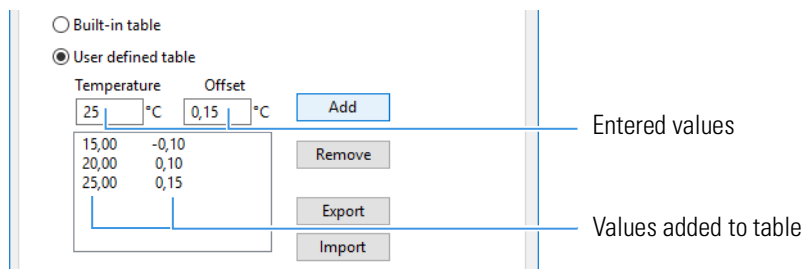 Built-in table
User defined table
Temperature Offset
25 °C 0,15 °C Add
Entered values
15,00 -0,10
20,00 0,10
25,00 0,15
Remove
Export
Values added to table
Import